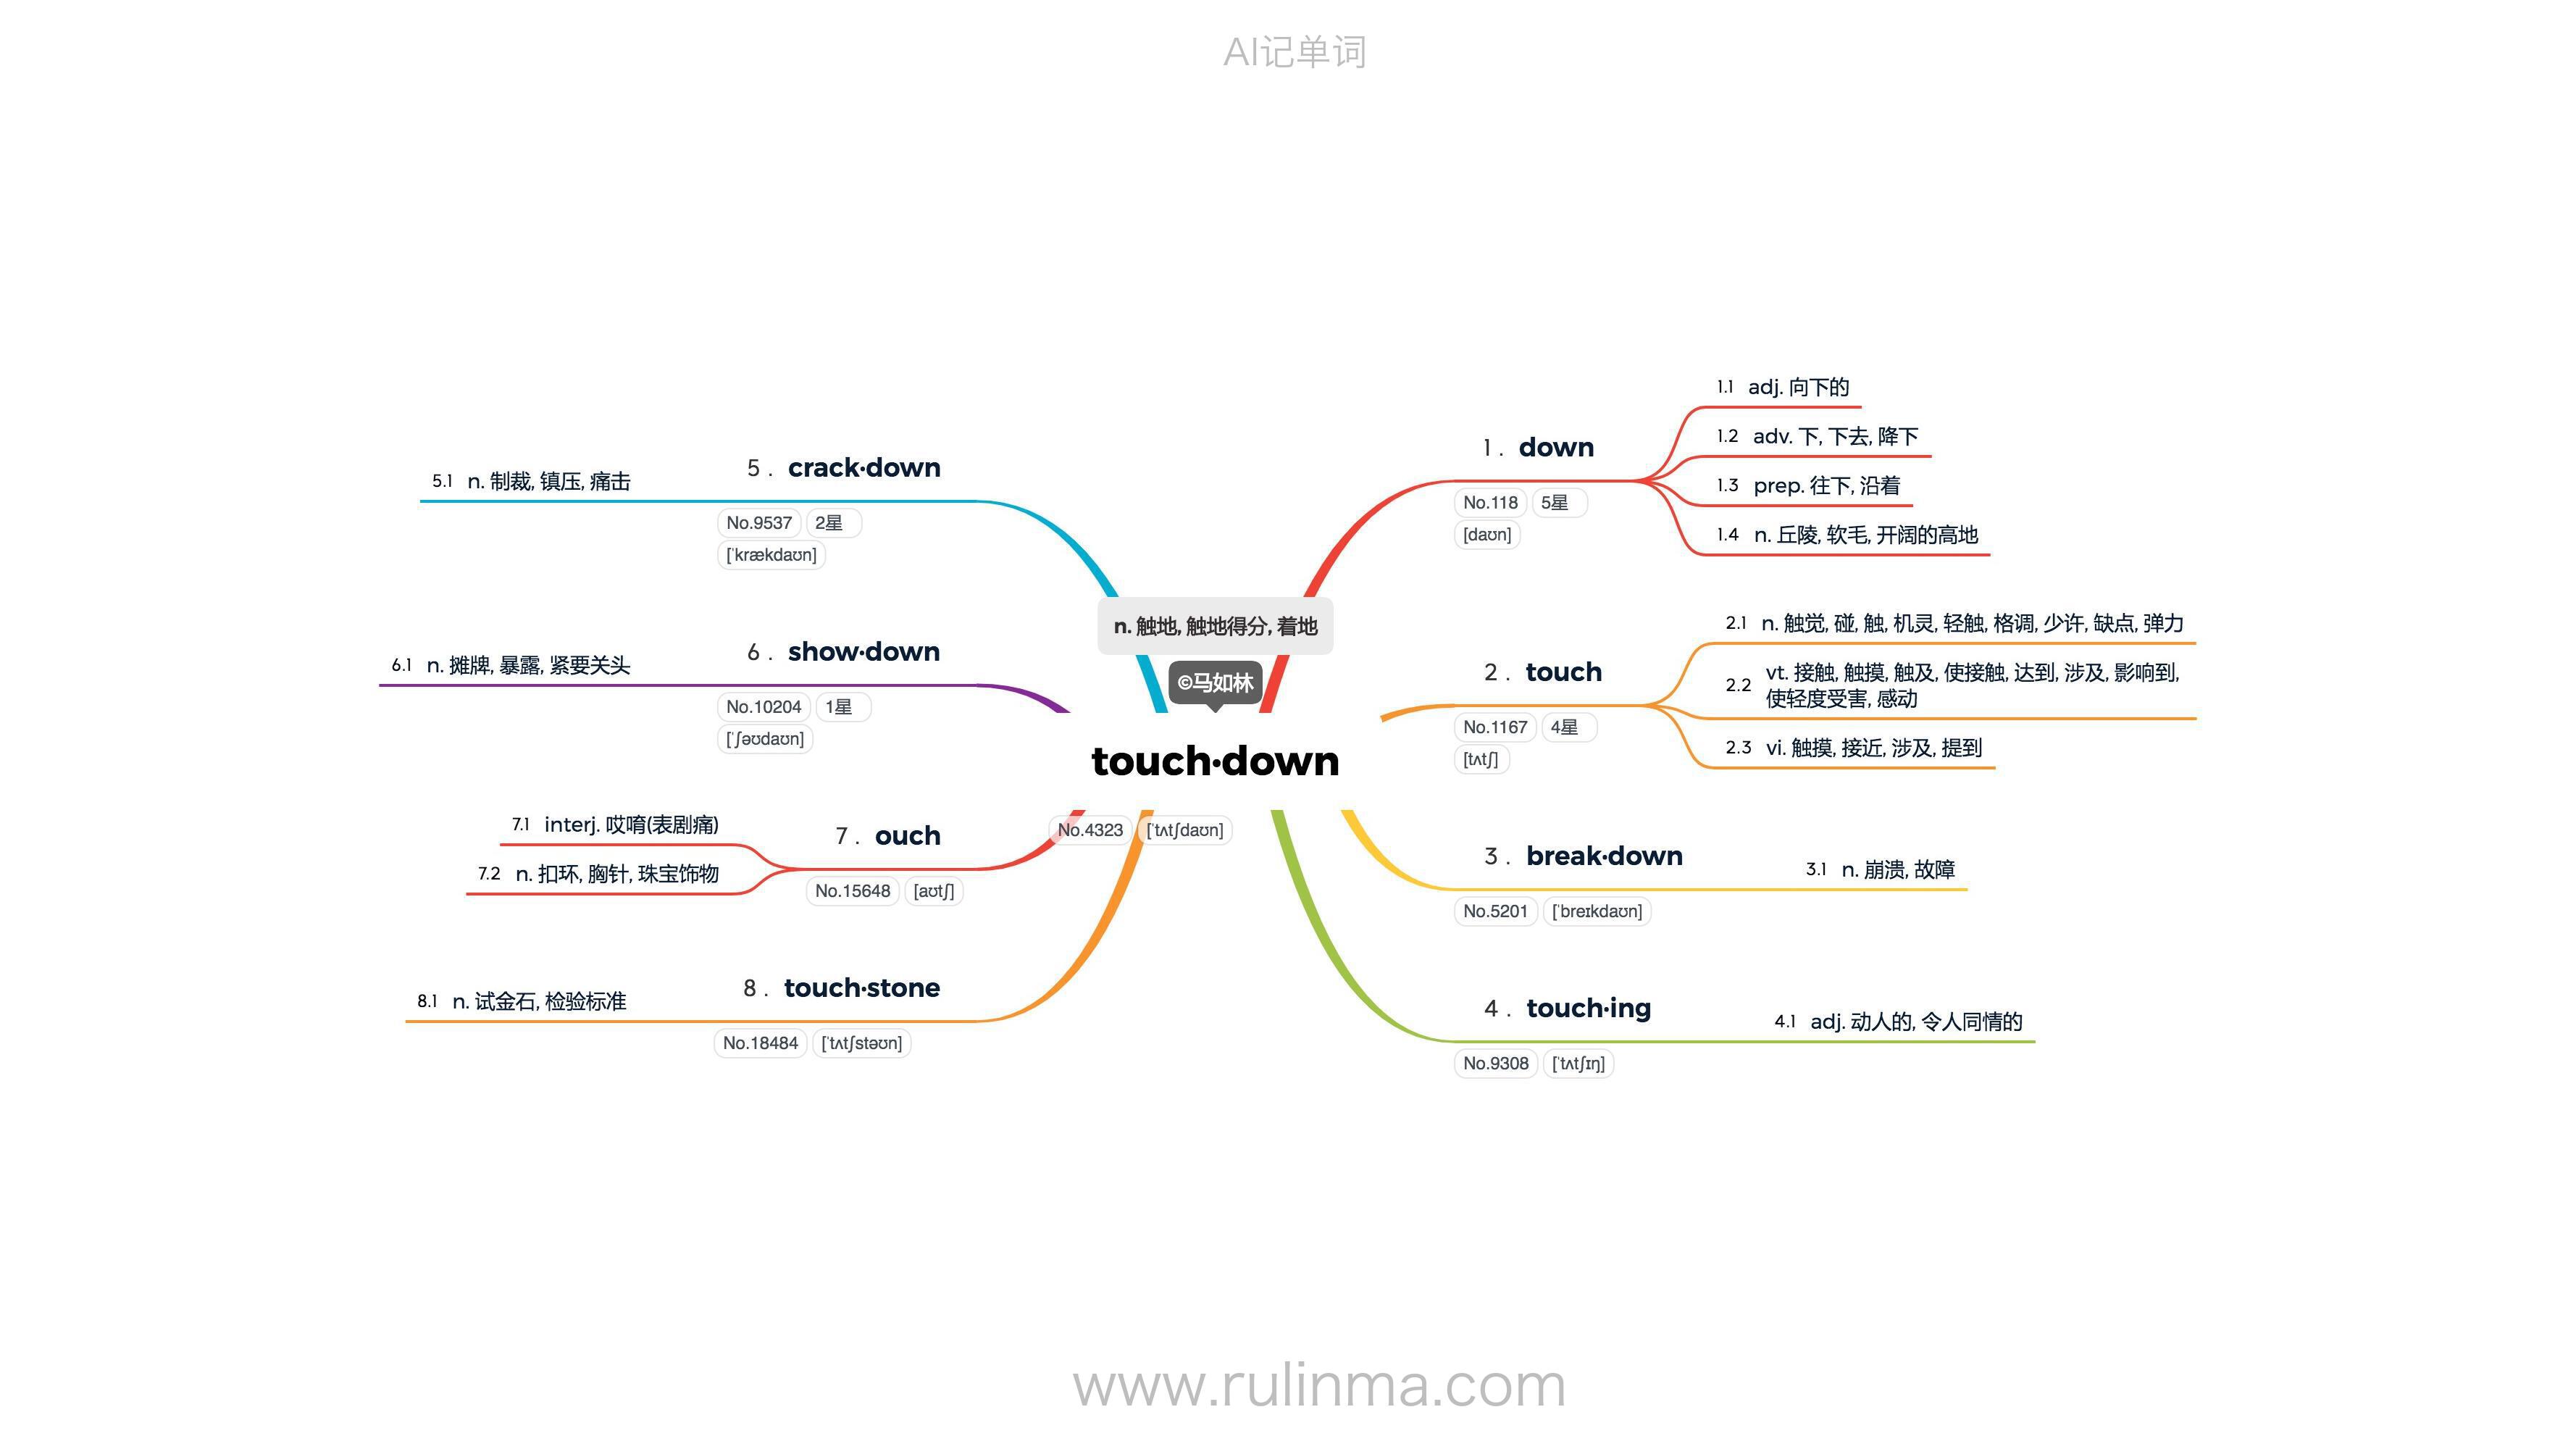 AI记单词
n. 触地, 触地得分, 着地
©马如林
touch·down
No.4323 [ˈtʌtʃdaʊn]
1. down
No.118 5星
[daʊn]
1.1 adj. 向下的
1.2 adv. 下, 下去, 降下
1.3 prep. 往下, 沿着
1.4 n. 丘陵, 软毛, 开阔的高地
2. touch
No.1167 4星
[tʌtʃ]
2.1 n. 触觉, 碰, 触, 机灵, 轻触, 格调, 少许, 缺点, 弹力
2.2 vt. 接触, 触摸, 触及, 使接触, 达到, 涉及, 影响到,
使轻度受害, 感动
2.3 vi. 触摸, 接近, 涉及, 提到
3. break·down
No.5201 [ˈbreɪkdaʊn]
3.1 n. 崩溃, 故障
4. touch·ing
No.9308 [ˈtʌtʃɪŋ]
4.1 adj. 动人的, 令人同情的
5. crack·down
No.9537 2星
[ˈkrækdaʊn]
5.1 n. 制裁, 镇压, 痛击
6. show·down
No.10204 1星
[ˈʃəʊdaʊn]
6.1 n. 摊牌, 暴露, 紧要关头
7. ouch
No.15648 [aʊtʃ]
7.1 interj. 哎唷(表剧痛)
7.2 n. 扣环, 胸针, 珠宝饰物
8. touch·stone
No.18484 [ˈtʌtʃstəʊn]
8.1 n. 试金石, 检验标准
www.rulinma.com